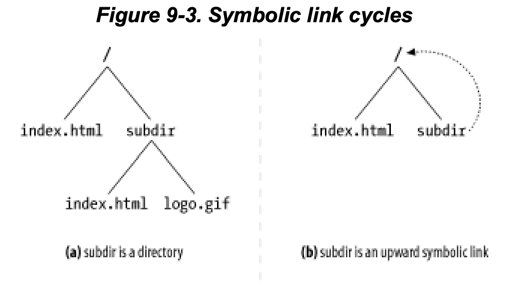 Figure 9-3. Symbolic link cycles
/
index.html subdir
index.html logo.gif
(a) subdir is a directory
/
index.html subdir
(b) subdir is an upward symbolic link